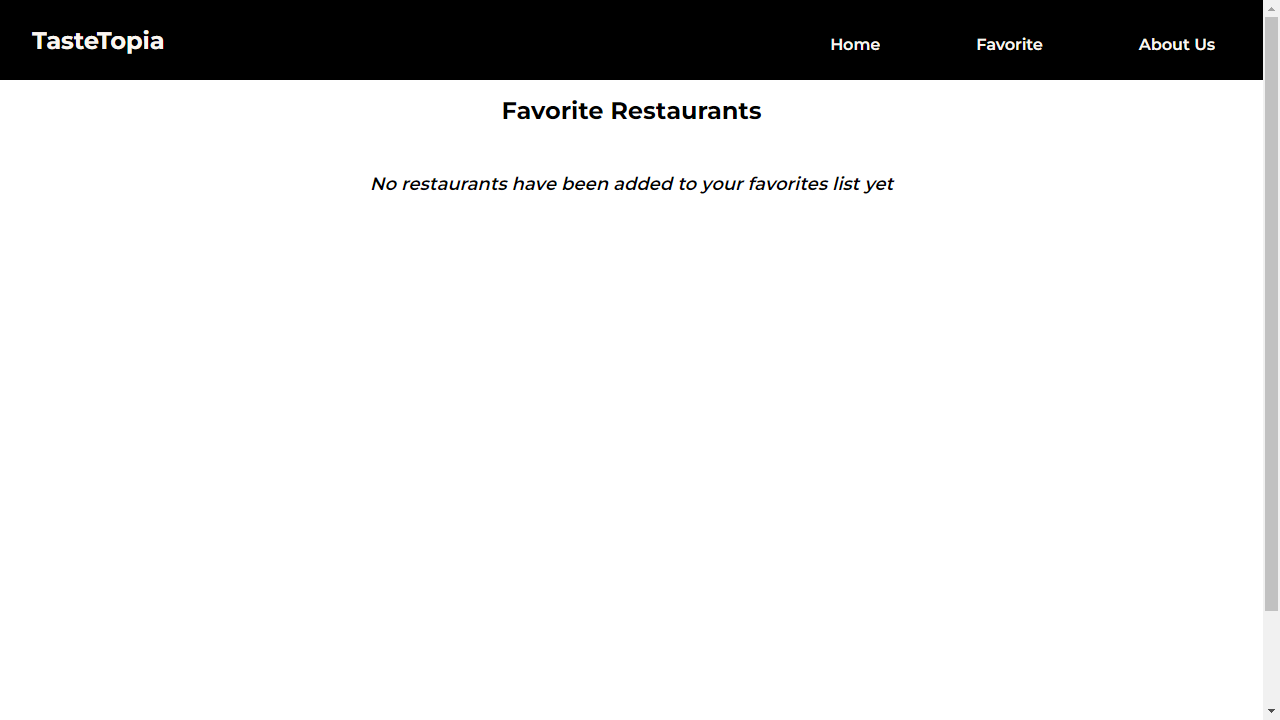 TasteTopia
Home
Favorite
About Us
Favorite Restaurants
No restaurants have been added to your favorites list yet